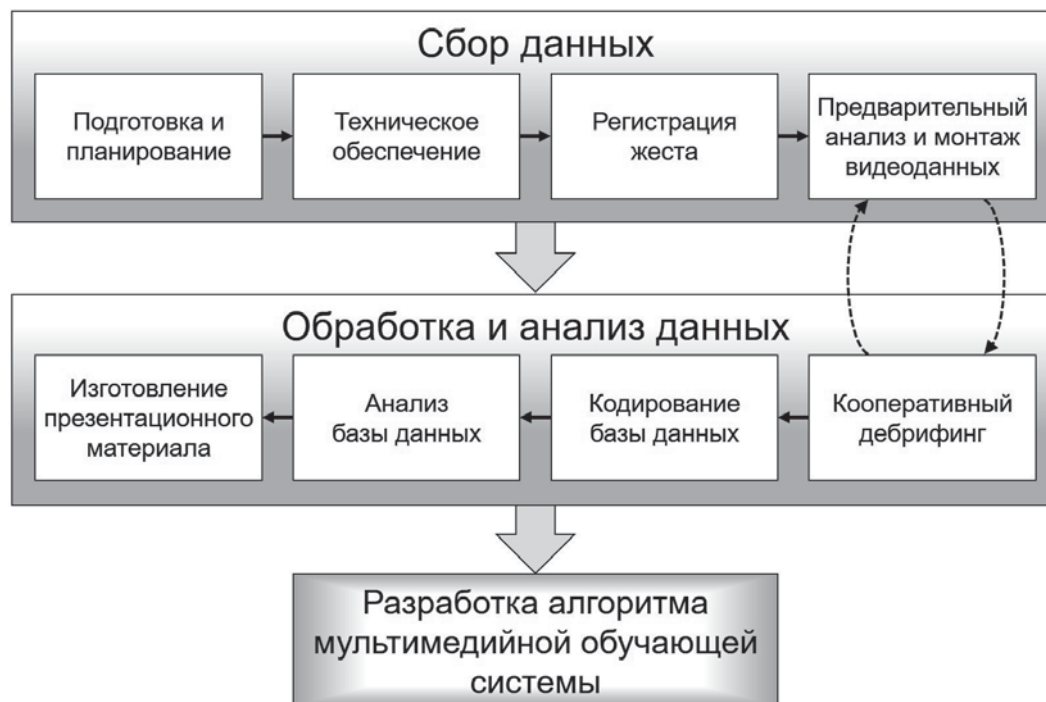 Сбор данных
Подготовка и
планирование
Техническое
обеспечение
Регистрация
жеста
Предварительный
анализ и монтаж
видеоданных
Обработка и анализ данных
Изготовление
презентационного
материала
Анализ
базы данных
Кодирование
базы данных
Кооперативный
дебрифинг
Разработка алгоритма
мультимедийной обучающей
системы